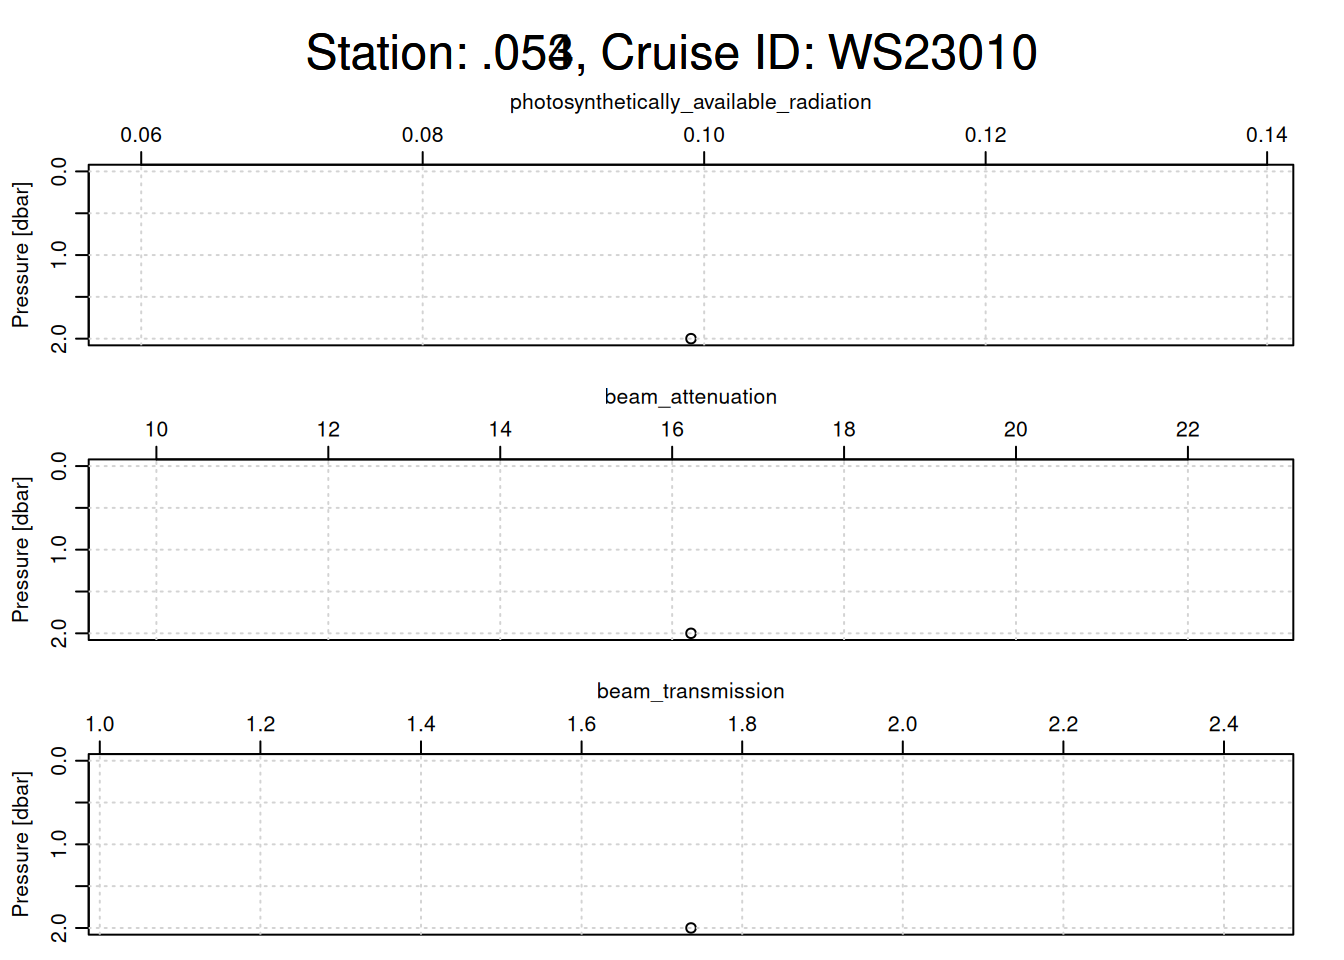 Station: , Cruise ID: WS23010
photosynthetically_available_radiation
0.06 0.08 0.10 0.12 0.14
Pressure [dbar]
0.0
1.0
2.0
beam_attenuation
10 12 14 16 18 20 22
Pressure [dbar]
0.0
1.0
2.0
beam_transmission
1.0 1.2 1.4 1.6 1.8 2.0 2.2 2.4
Pressure [dbar]
0.0
1.0
2.0